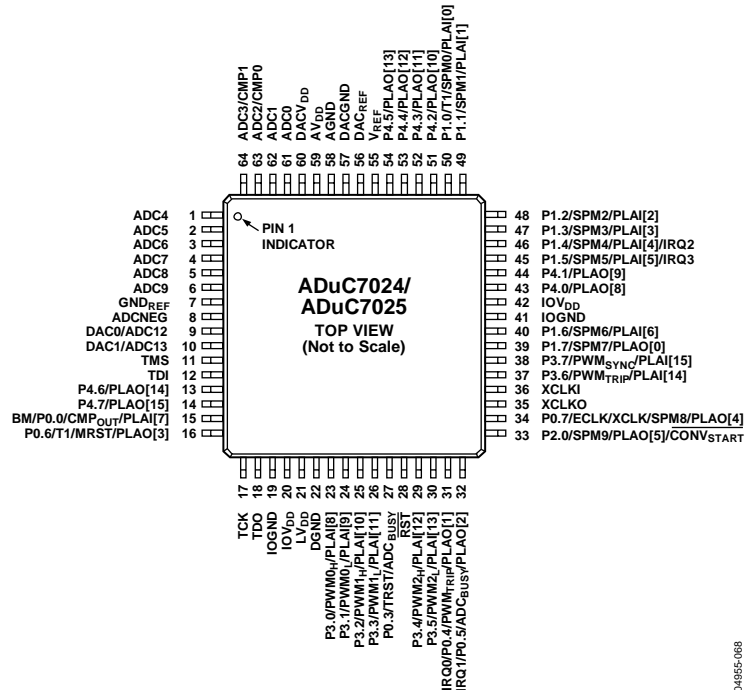 64 ADC3/CMP1
63 ADC2/CMP0
62 ADC1
61 ADC0
60 DACVDD
59 AVDD
58 AGND
57 DACGND
56 DACREF
55 VREF
54 P4.5/PLAO[13]
53 P4.4/PLAO[12]
52 P4.3/PLAO[11]
51 P4.2/PLAO[10]
50 P1.0/T1/SPM0/PLAI[0]
49 P1.1/SPM1/PLAI[1]
ADC4 1
ADC5 2
ADC6 3
ADC7 4
ADC8 5
ADC9 6
GNDREF 7
ADCNEG 8
DAC0/ADC12 9
DAC1/ADC13 10
TMS 11
TDI 12
P4.6/PLAO[14] 13
P4.7/PLAO[15] 14
BM/P0.0/CMPOUT/PLAI[7] 15
P0.6/T1/MRST/PLAO[3] 16
PIN 1
INDICATOR
ADuC7024/
ADuC7025
TOP VIEW
(Not to Scale)
48 P1.2/SPM2/PLAI[2]
47 P1.3/SPM3/PLAI[3]
46 P1.4/SPM4/PLAI[4]/IRQ2
45 P1.5/SPM5/PLAI[5]/IRQ3
44 P4.1/PLAO[9]
43 P4.0/PLAO[8]
42 IOVDD
41 IOGND
40 P1.6/SPM6/PLAI[6]
39 P1.7/SPM7/PLAO[0]
38 P3.7/PWMSYNC/PLAI[15]
37 P3.6/PWMTRIP/PLAI[14]
36 XCLKI
35 XCLKO
34 P0.7/ECLK/XCLK/SPM8/PLAO[4]
33 P2.0/SPM9/PLAO[5]/CONVSTART
TCK 17
TDO 18
IOGND 19
IOVDD 20
LVDD 21
DGND 22
P3.0/PWM0H/PLAI[8] 23
P3.1/PWM0L/PLAI[9] 24
P3.2/PWM1H/PLAI[10] 25
P3.3/PWM1L/PLAI[11] 26
P0.3/TRST/ADCBUSY 27
RST 28
P3.4/PWM2H/PLAI[12] 29
P3.5/PWM2L/PLAI[13] 30
IRQ0/P0.4/PWMTRIP/PLAO[1] 31
IRQ1/P0.5/ADCBUSY/PLAO[2] 32
04955-068